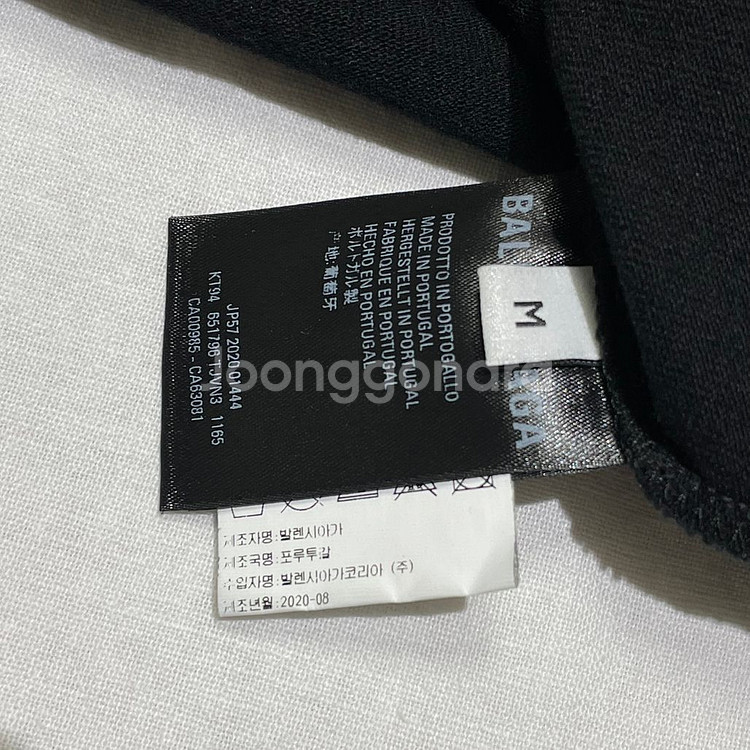 BAL
GA
M
PRODOTTO IN PORTOGALLO
MADE IN PORTUGAL
HERGESTELLT IN PORTUGAL
FABRIQUE EN PORTUGAL
ポルトガル製
HECHO EN PORTUGAL
产地:葡萄牙
JP57 2020 01444
KT94 651796 TJVN3 1165
CA00985 - CA63081
제조자명:발렌시아가
제조국명:포루투갈
수입자명:발렌시아가코리아 (주)
제조년월:2020-08
joonggonara